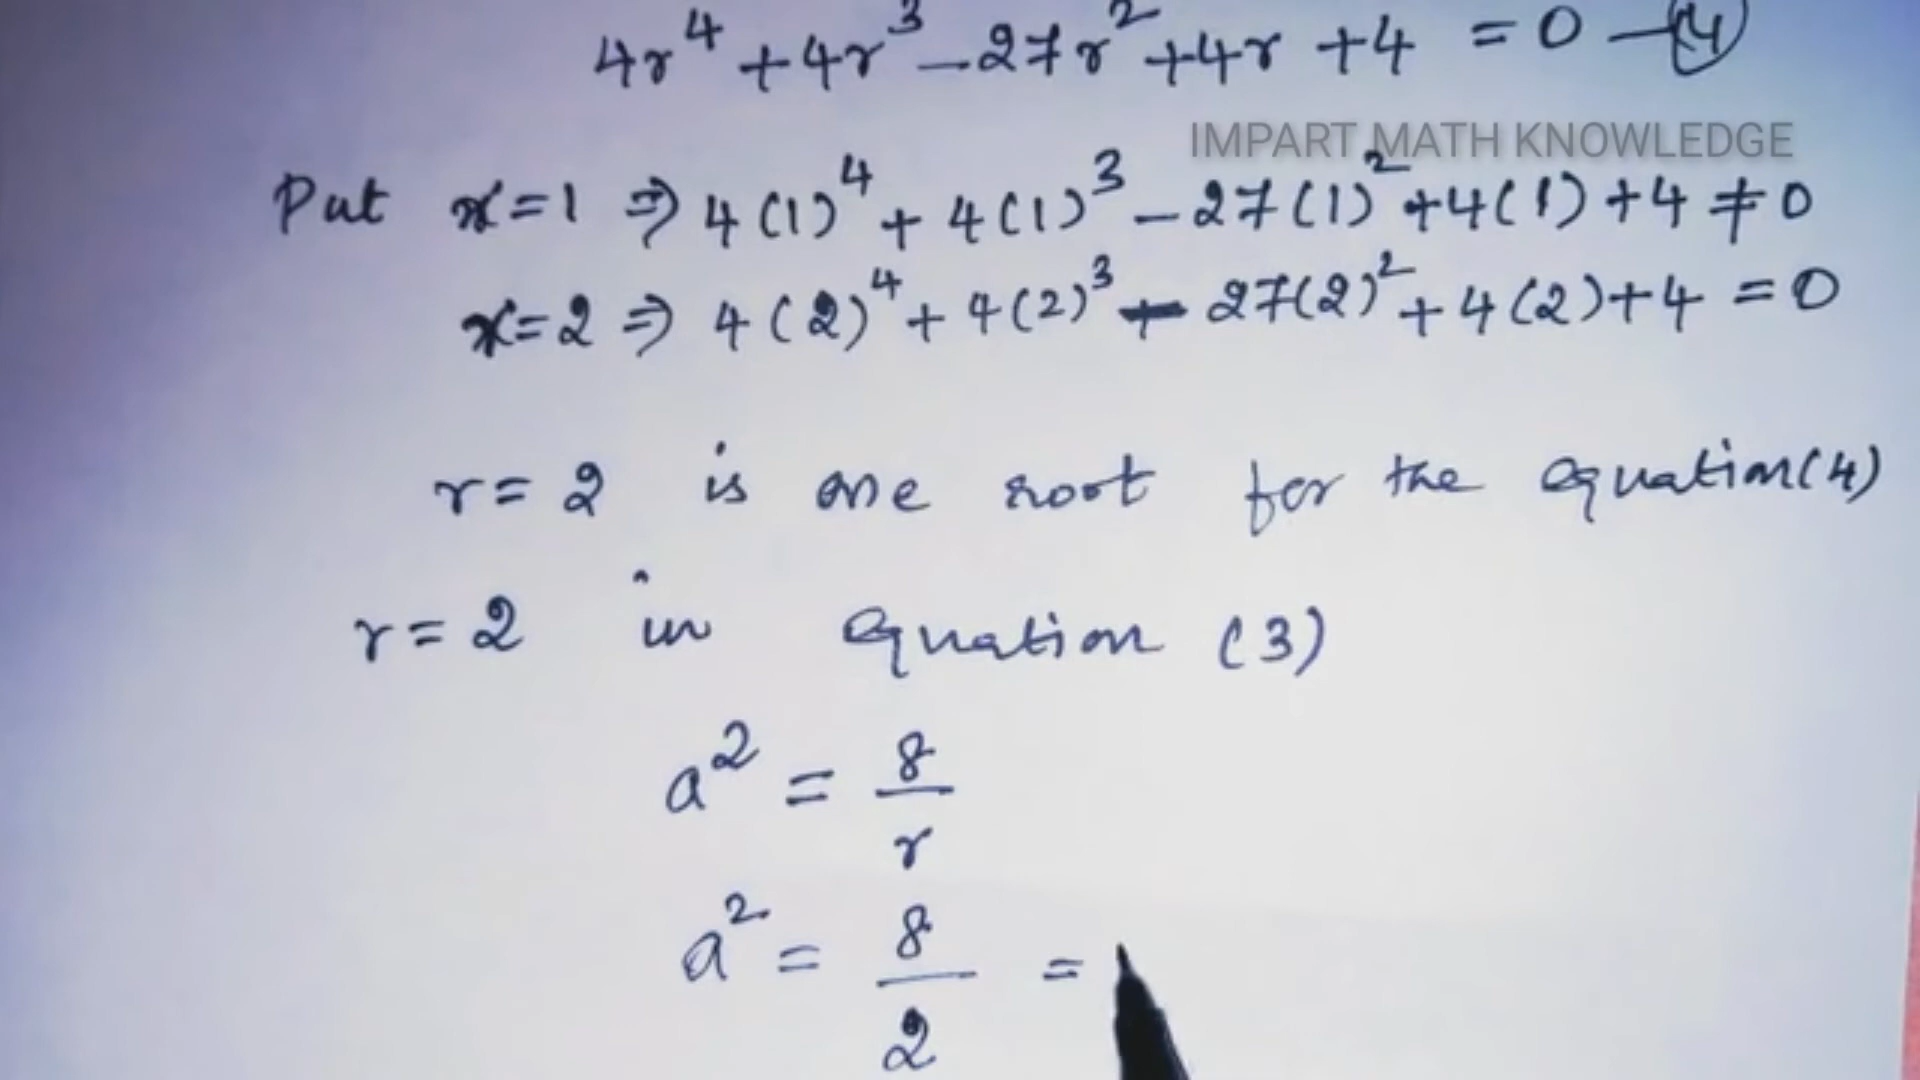 4r⁴ + 4r³ - 27r² + 4r + 4 = 0 — (4)
IMPART MATH KNOWLEDGE
Put x=1 ⇒ 4(1)⁴ + 4(1)³ - 27(1)² + 4(1) + 4 ≠ 0
x=2 ⇒ 4(2)⁴ + 4(2)³ - 27(2)² + 4(2) + 4 = 0
r = 2 is one root for the equation(4)
r = 2 in equation (3)
a² = 8/r
a² = 8/2 =